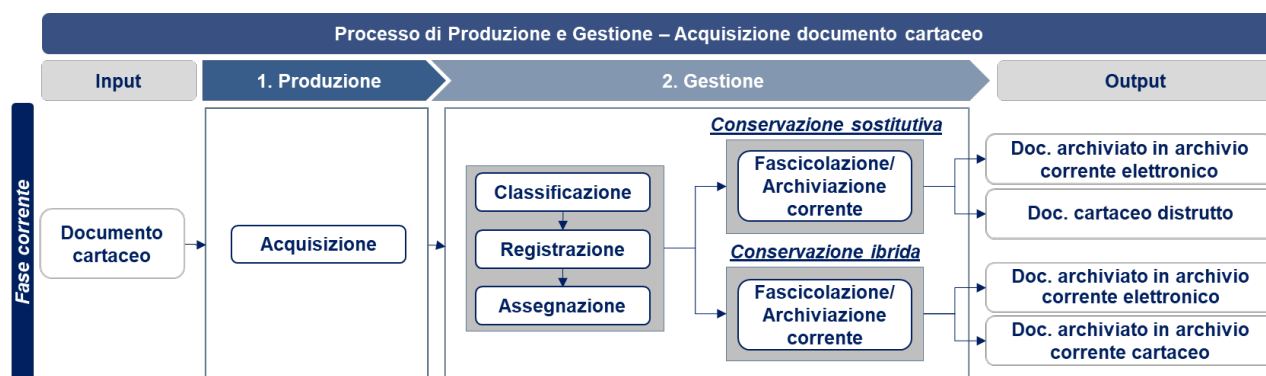 Processo di Produzione e Gestione – Acquisizione documento cartaceo
Input
1. Produzione
2. Gestione
Output
Fase corrente
Documento
cartaceo
Acquisizione
Classificazione
Registrazione
Assegnazione
Conservazione sostitutiva
Fascicolazione/
Archiviazione
corrente
Conservazione ibrida
Fascicolazione/
Archiviazione
corrente
Doc. archiviato in archivio
corrente elettronico
Doc. cartaceo distrutto
Doc. archiviato in archivio
corrente elettronico
Doc. archiviato in archivio
corrente cartaceo